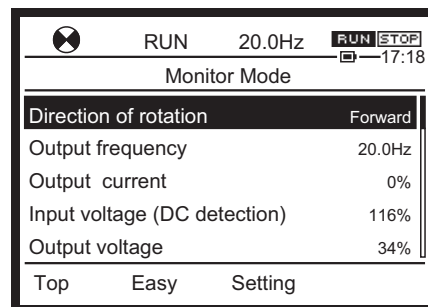 RUN 20.0Hz RUN STOP
17:18
Monitor Mode
Direction of rotation Forward
Output frequency 20.0Hz
Output current 0%
Input voltage (DC detection) 116%
Output voltage 34%
Top Easy Setting